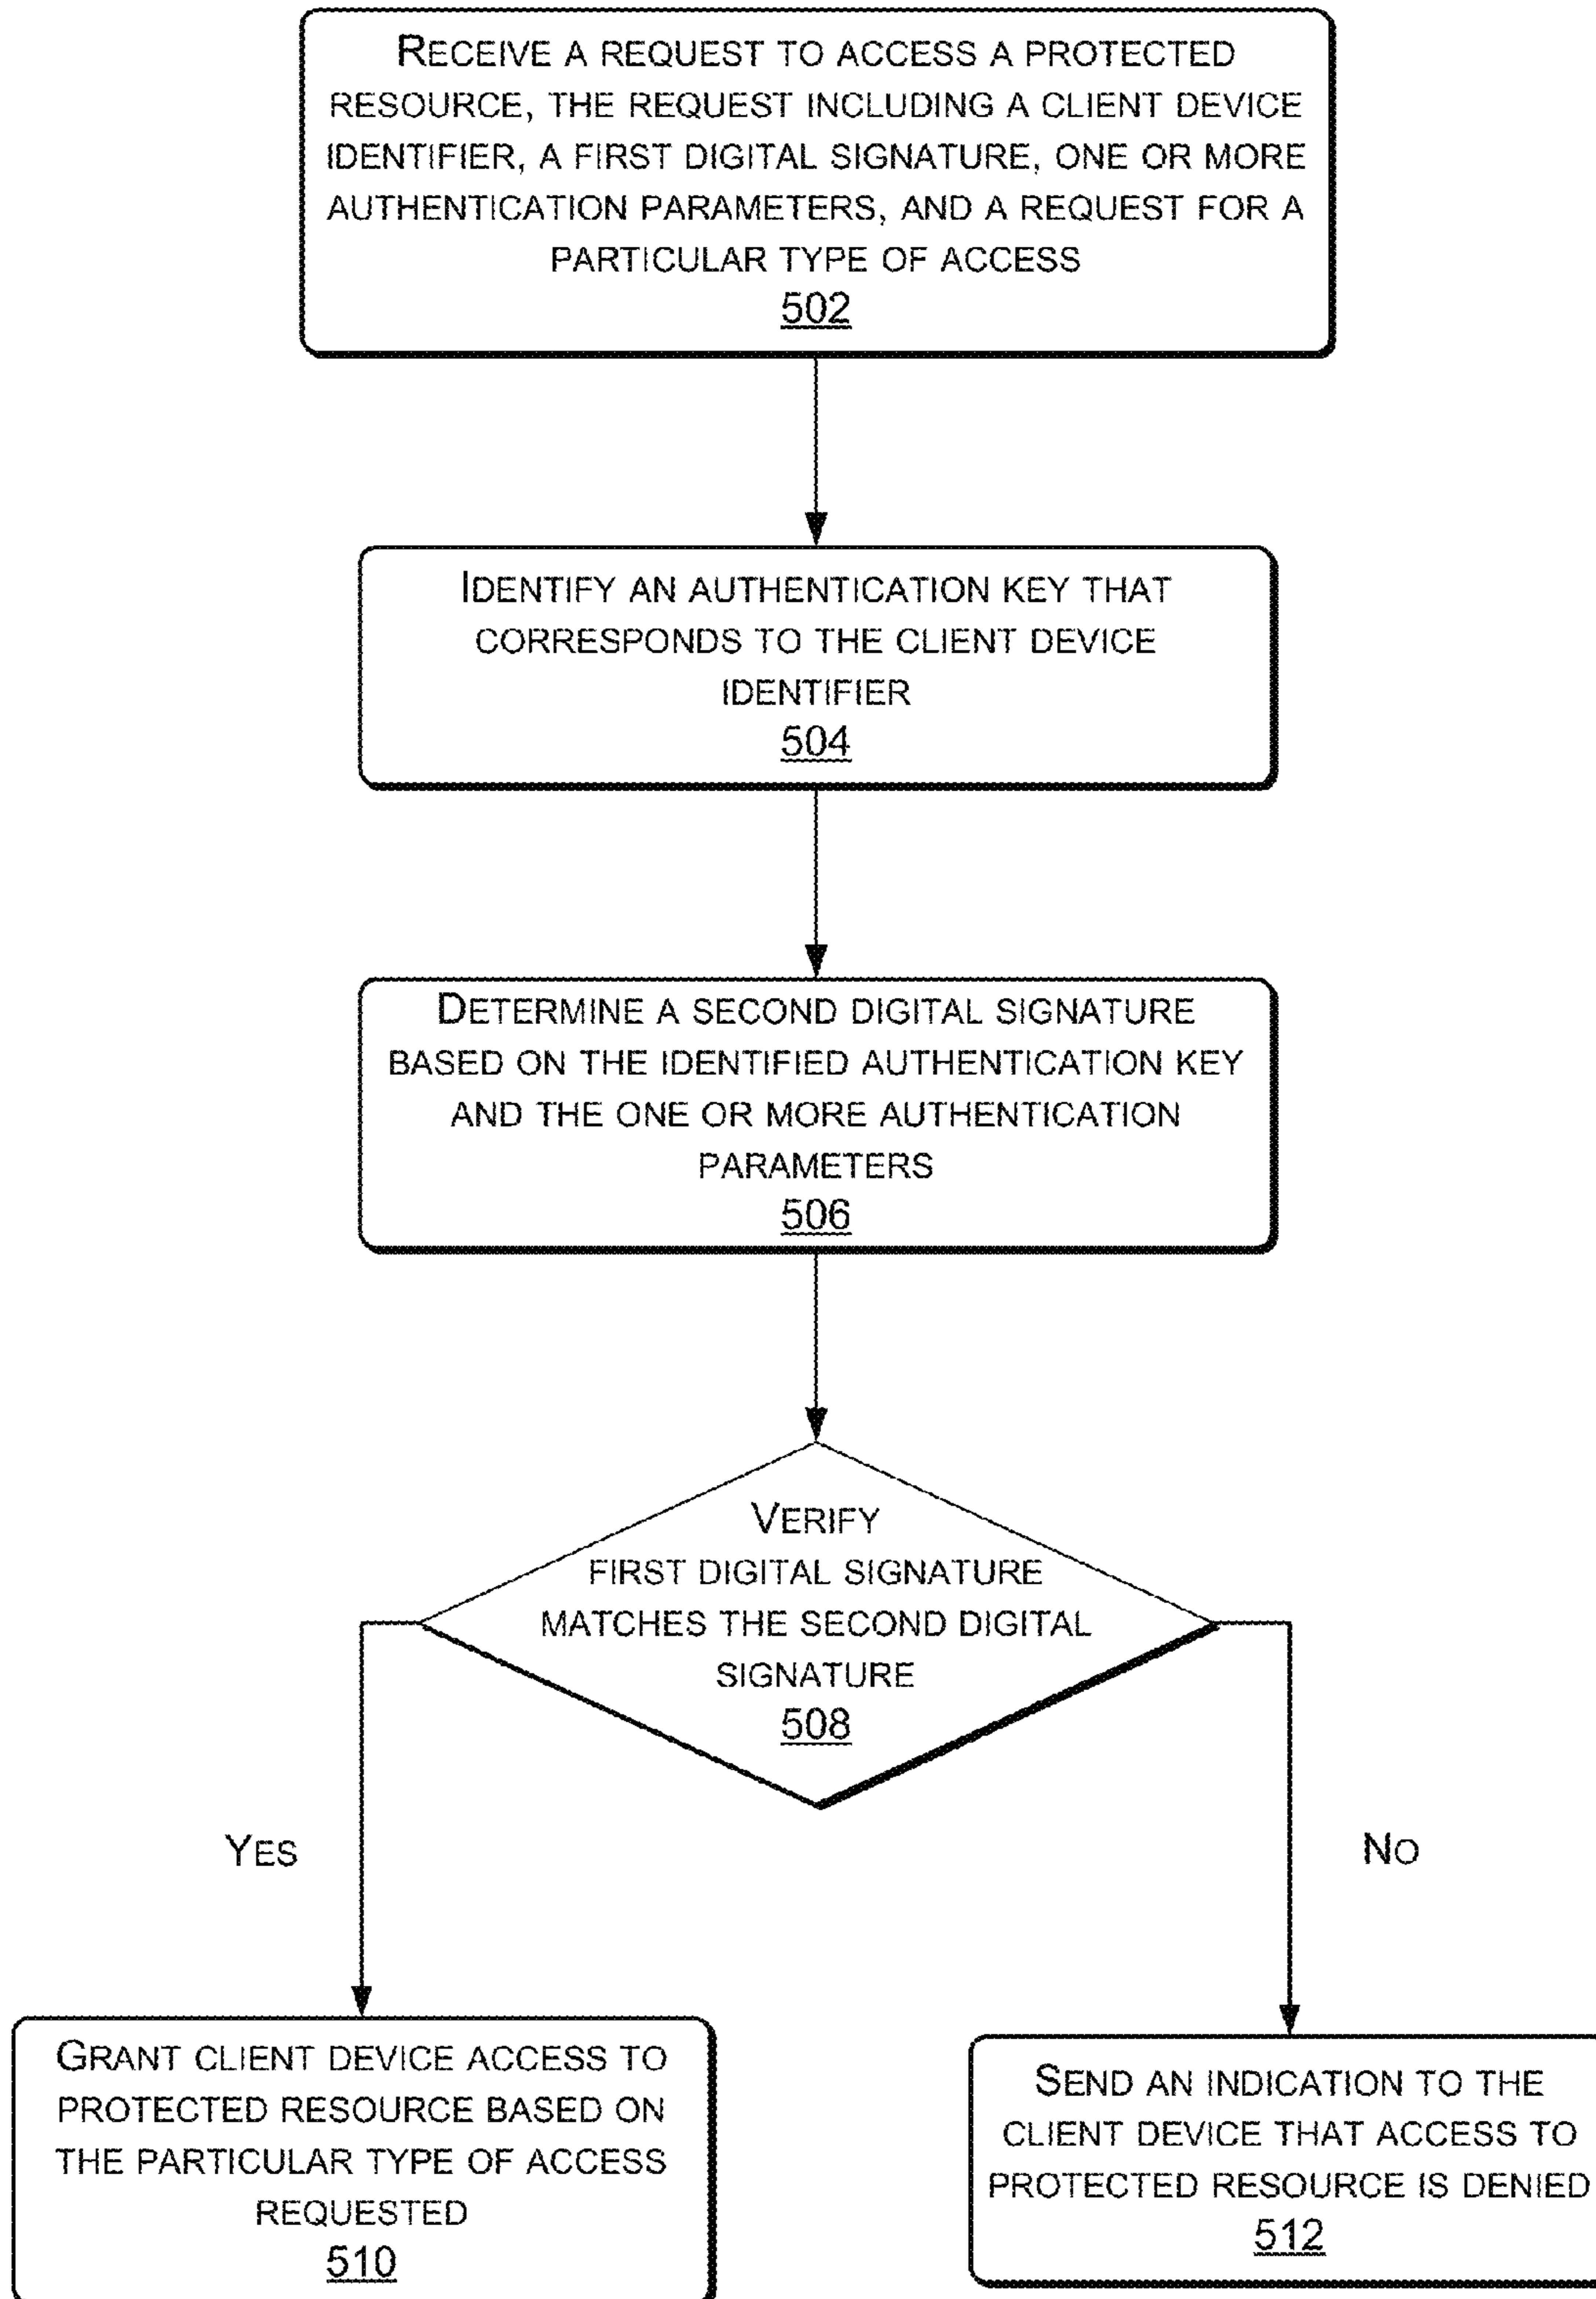 RECEIVE A REQUEST TO ACCESS A PROTECTED
RESOURCE, THE REQUEST INCLUDING A CLIENT DEVICE
IDENTIFIER, A FIRST DIGITAL SIGNATURE, ONE OR MORE
AUTHENTICATION PARAMETERS, AND A REQUEST FOR A
PARTICULAR TYPE OF ACCESS
502
IDENTIFY AN AUTHENTICATION KEY THAT
CORRESPONDS TO THE CLIENT DEVICE
IDENTIFIER
504
DETERMINE A SECOND DIGITAL SIGNATURE
BASED ON THE IDENTIFIED AUTHENTICATION KEY
AND THE ONE OR MORE AUTHENTICATION
PARAMETERS
506
VERIFY
FIRST DIGITAL SIGNATURE
MATCHES THE SECOND DIGITAL
SIGNATURE
508
YES
NO
GRANT CLIENT DEVICE ACCESS TO
PROTECTED RESOURCE BASED ON
THE PARTICULAR TYPE OF ACCESS
REQUESTED
510
SEND AN INDICATION TO THE
CLIENT DEVICE THAT ACCESS TO
PROTECTED RESOURCE IS DENIED
512